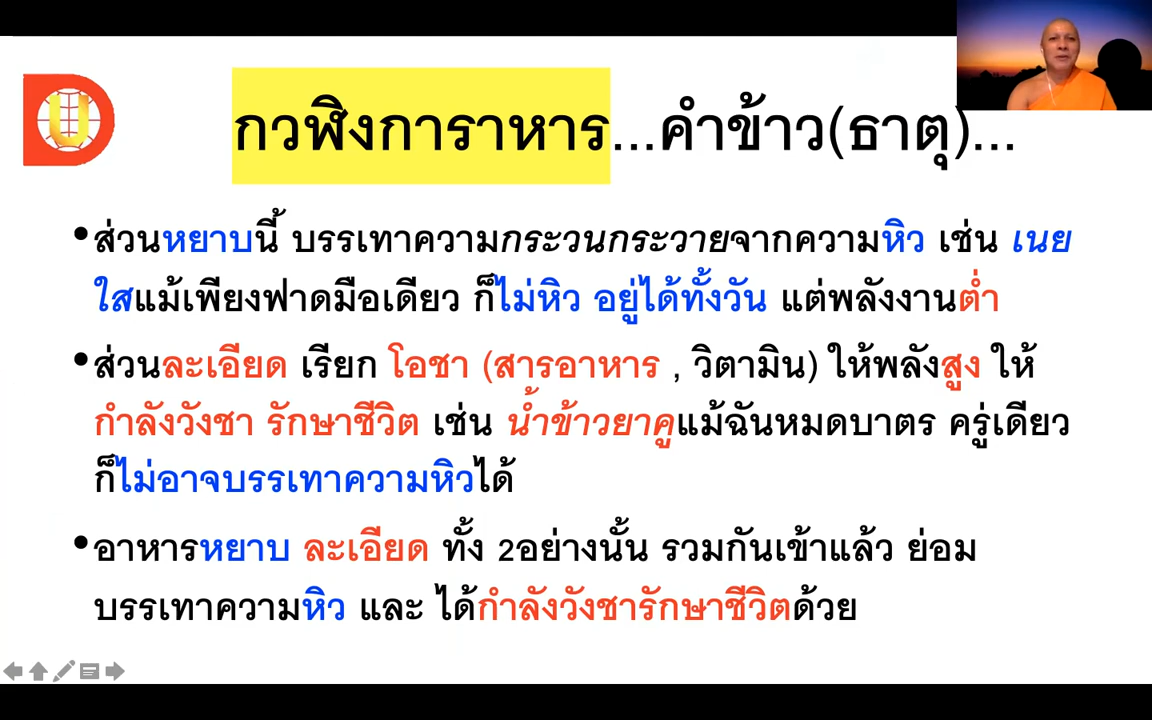 กวฬิงการาหาร...คำข้าว(ธาตุ)...
•ส่วนหยาบนี้ บรรเทาความกระวนกระวายจากความหิว เช่น เนย
ใสแม้เพียงฟาดมือเดียว ก็ไม่หิว อยู่ได้ทั้งวัน แต่พลังงานต่ำ
•ส่วนละเอียด เรียก โอชา (สารอาหาร , วิตามิน) ให้พลังสูง ให้
กำลังวังชา รักษาชีวิต เช่น น้ำข้าวยาคูแม้ฉันหมดบาตร ครู่เดียว
ก็ไม่อาจบรรเทาความหิวได้
•อาหารหยาบ ละเอียด ทั้ง 2อย่างนั้น รวมกันเข้าแล้ว ย่อม
บรรเทาความหิว และ ได้กำลังวังชารักษาชีวิตด้วย